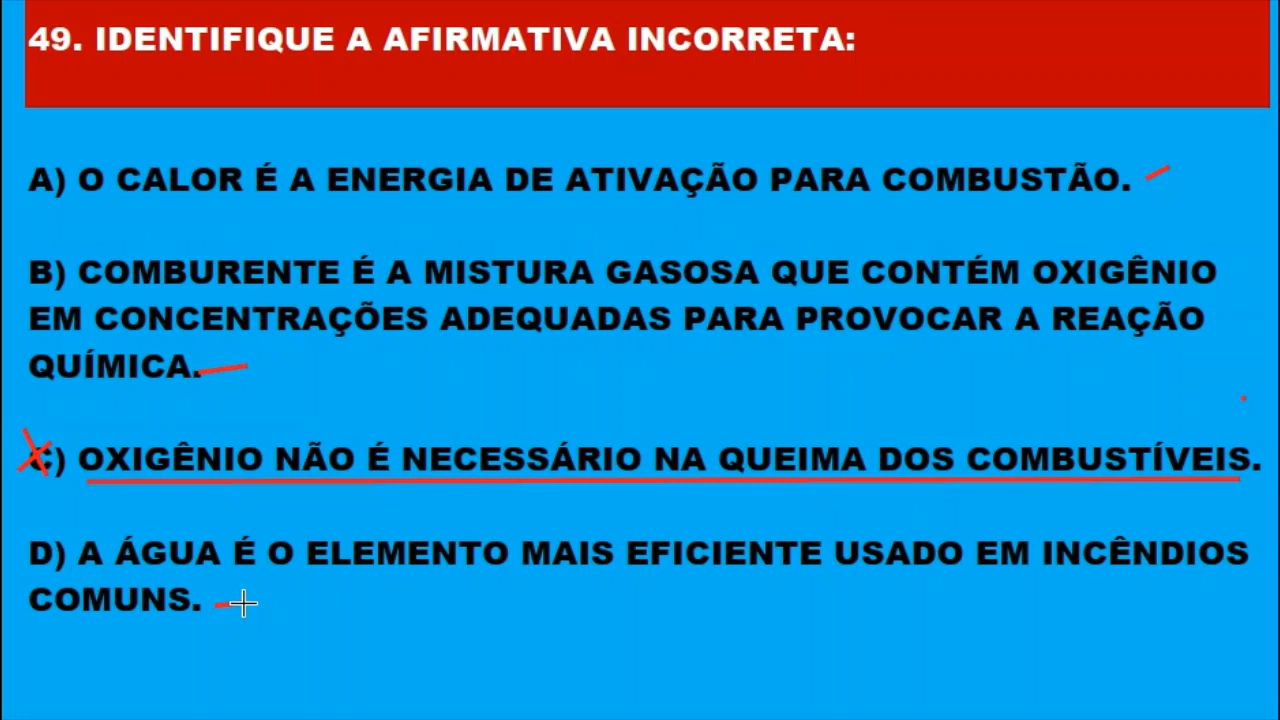 49. IDENTIFIQUE A AFIRMATIVA INCORRETA:
A) O CALOR É A ENERGIA DE ATIVAÇÃO PARA COMBUSTÃO.
B) COMBURENTE É A MISTURA GASOSA QUE CONTÉM OXIGÊNIO
EM CONCENTRAÇÕES ADEQUADAS PARA PROVOCAR A REAÇÃO
QUÍMICA.
C) OXIGÊNIO NÃO É NECESSÁRIO NA QUEIMA DOS COMBUSTÍVEIS.
D) A ÁGUA É O ELEMENTO MAIS EFICIENTE USADO EM INCÊNDIOS
COMUNS.